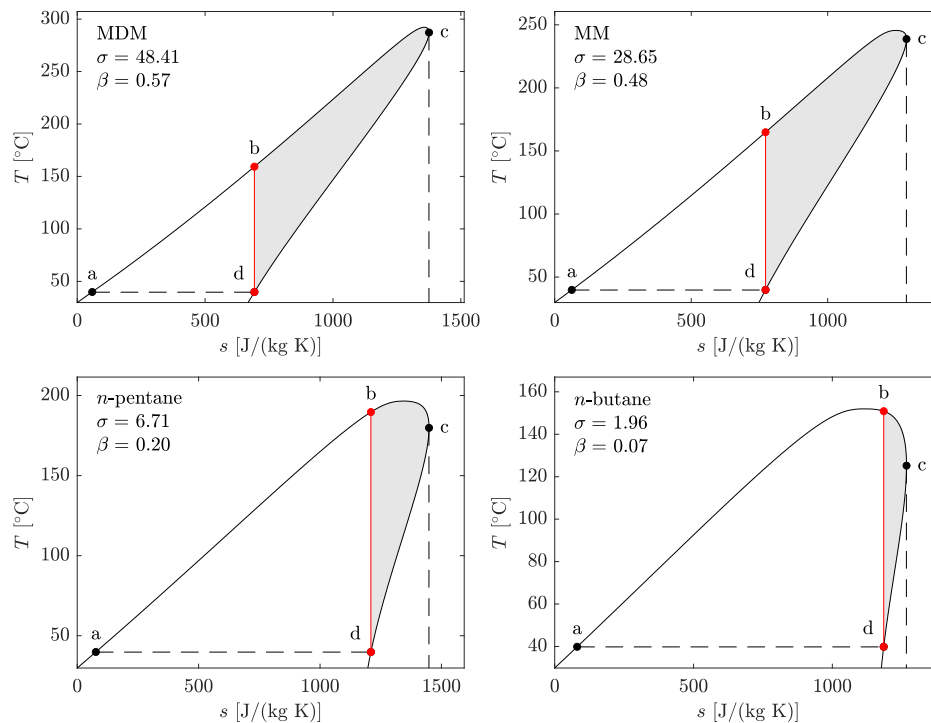 MDM
σ = 48.41
β = 0.57
T [°C]
300
250
200
150
100
50
a
b
c
d
0
500
1000
1500
s [J/(kg K)]
MM
σ = 28.65
β = 0.48
T [°C]
250
200
150
100
50
a
b
c
d
0
500
1000
s [J/(kg K)]
n-pentane
σ = 6.71
β = 0.20
T [°C]
200
150
100
50
a
b
c
d
0
500
1000
1500
s [J/(kg K)]
n-butane
σ = 1.96
β = 0.07
T [°C]
160
140
120
100
80
60
40
a
b
c
d
0
500
1000
s [J/(kg K)]